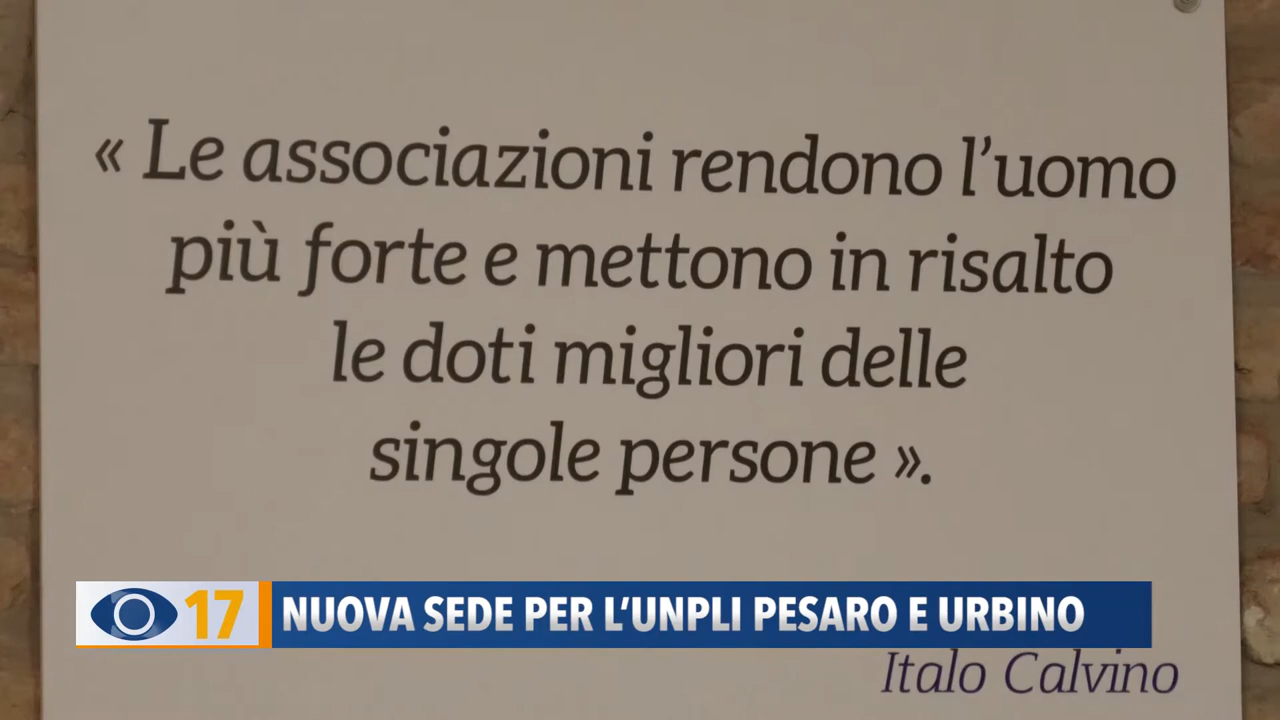 « Le associazioni rendono l’uomo
più forte e mettono in risalto
le doti migliori delle
singole persone ».
17 NUOVA SEDE PER L’UNPLI PESARO E URBINO
Italo Calvino